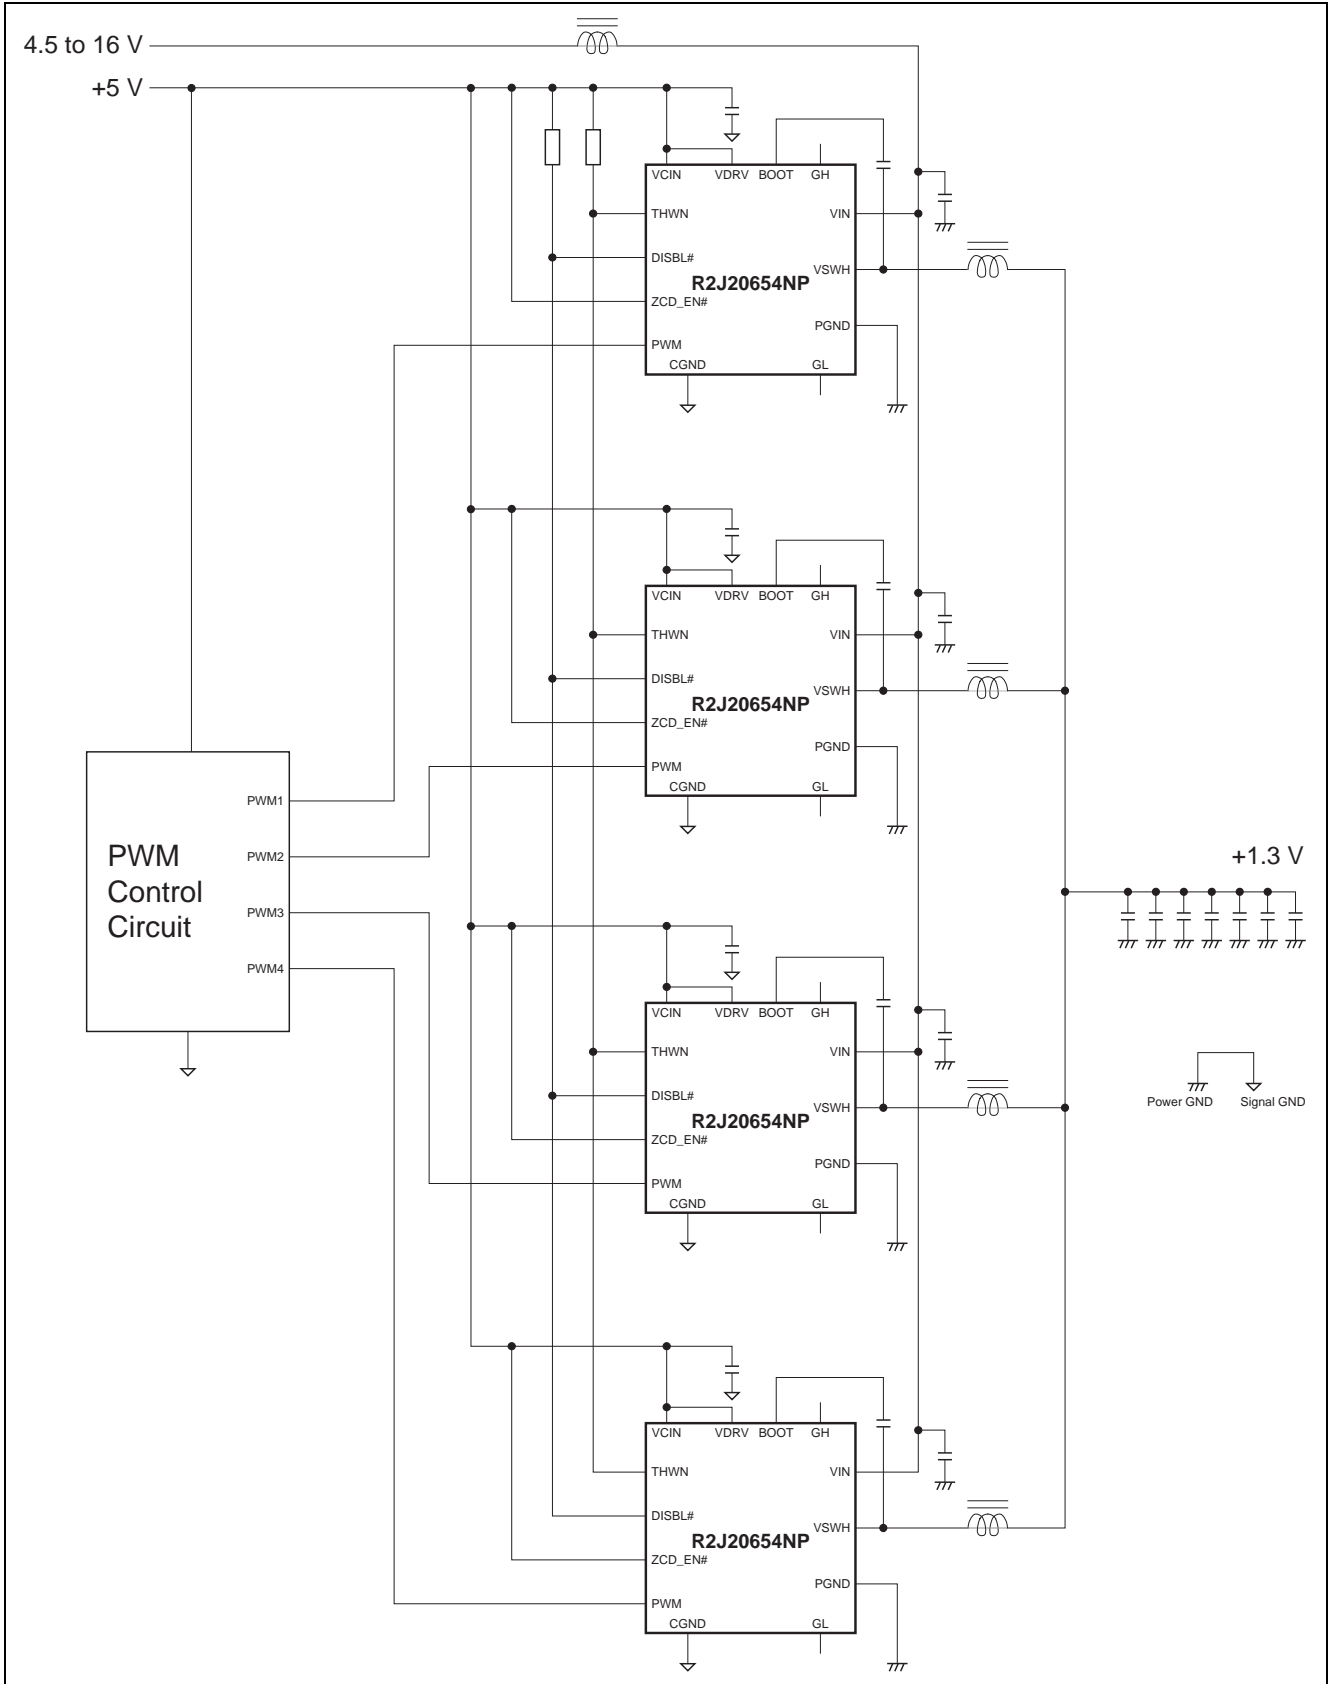 4.5 to 16 V
+5 V
VCIN VDRV BOOT GH
THWN VIN
DISBL# VSWH
R2J20654NP
ZCD_EN#
PGND
PWM
CGND GL
VCIN VDRV BOOT GH
THWN VIN
DISBL# VSWH
R2J20654NP
ZCD_EN#
PGND
PWM
CGND GL
PWM1
PWM2
PWM3
PWM4
PWM
Control
Circuit
+1.3 V
VCIN VDRV BOOT GH
THWN VIN
DISBL# VSWH
R2J20654NP
ZCD_EN#
PGND
PWM
CGND GL
Power GND Signal GND
VCIN VDRV BOOT GH
THWN VIN
DISBL# VSWH
R2J20654NP
ZCD_EN#
PGND
PWM
CGND GL